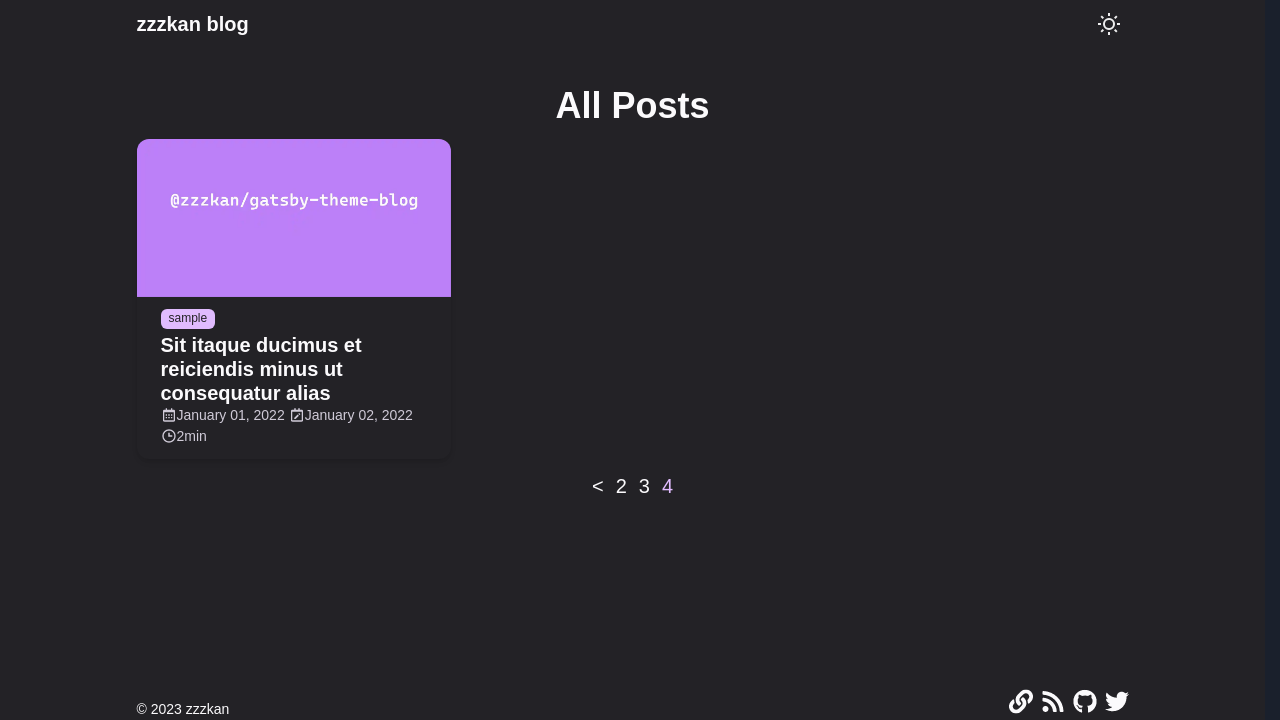 zzzkan blog
All Posts
@zzzkan/gatsby-theme-blog
sample
Sit itaque ducimus et
reiciendis minus ut
consequatur alias
January 01, 2022 January 02, 2022
2min
< 2 3 4
© 2023 zzzkan